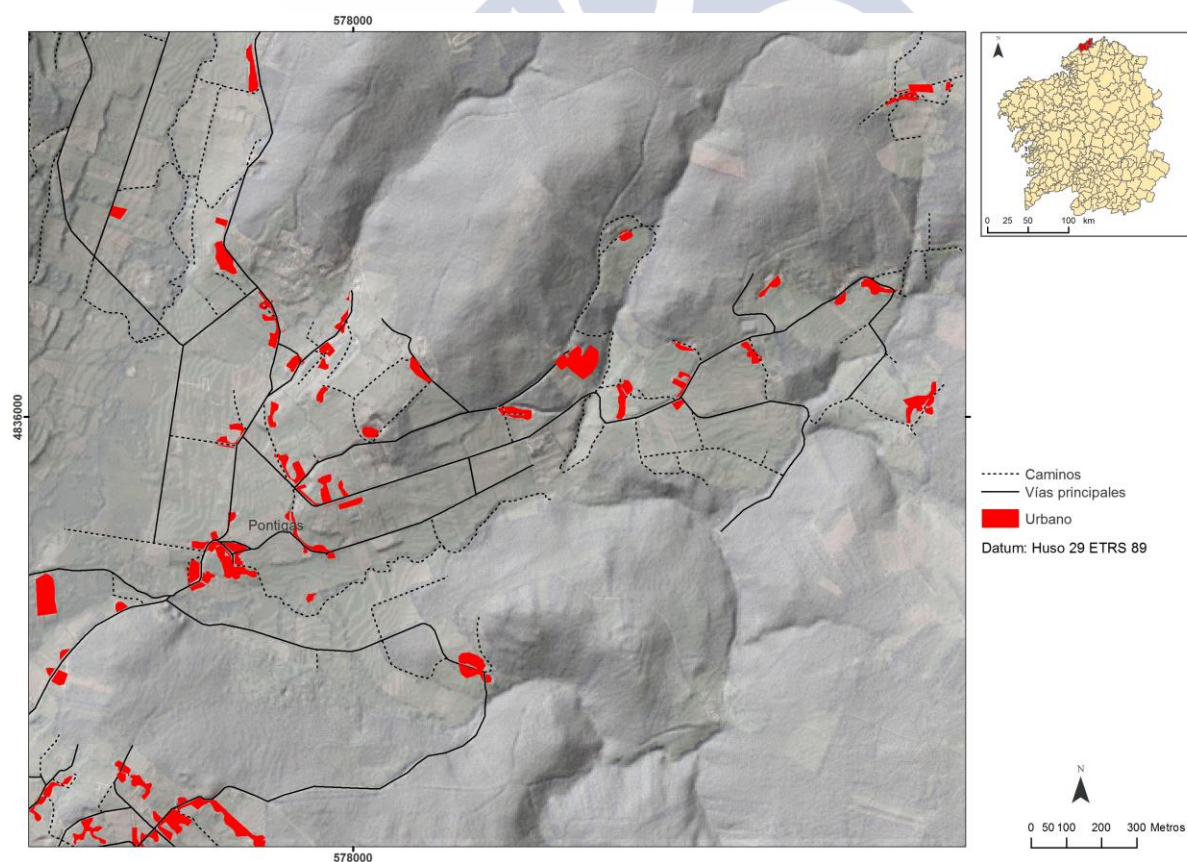 578000
N
0 25 50 100 km
4836000
Caminos
Vías principales
Urbano
Datum: Huso 29 ETRS 89
Pontigás
N
0 50 100 200 300 Metros
578000